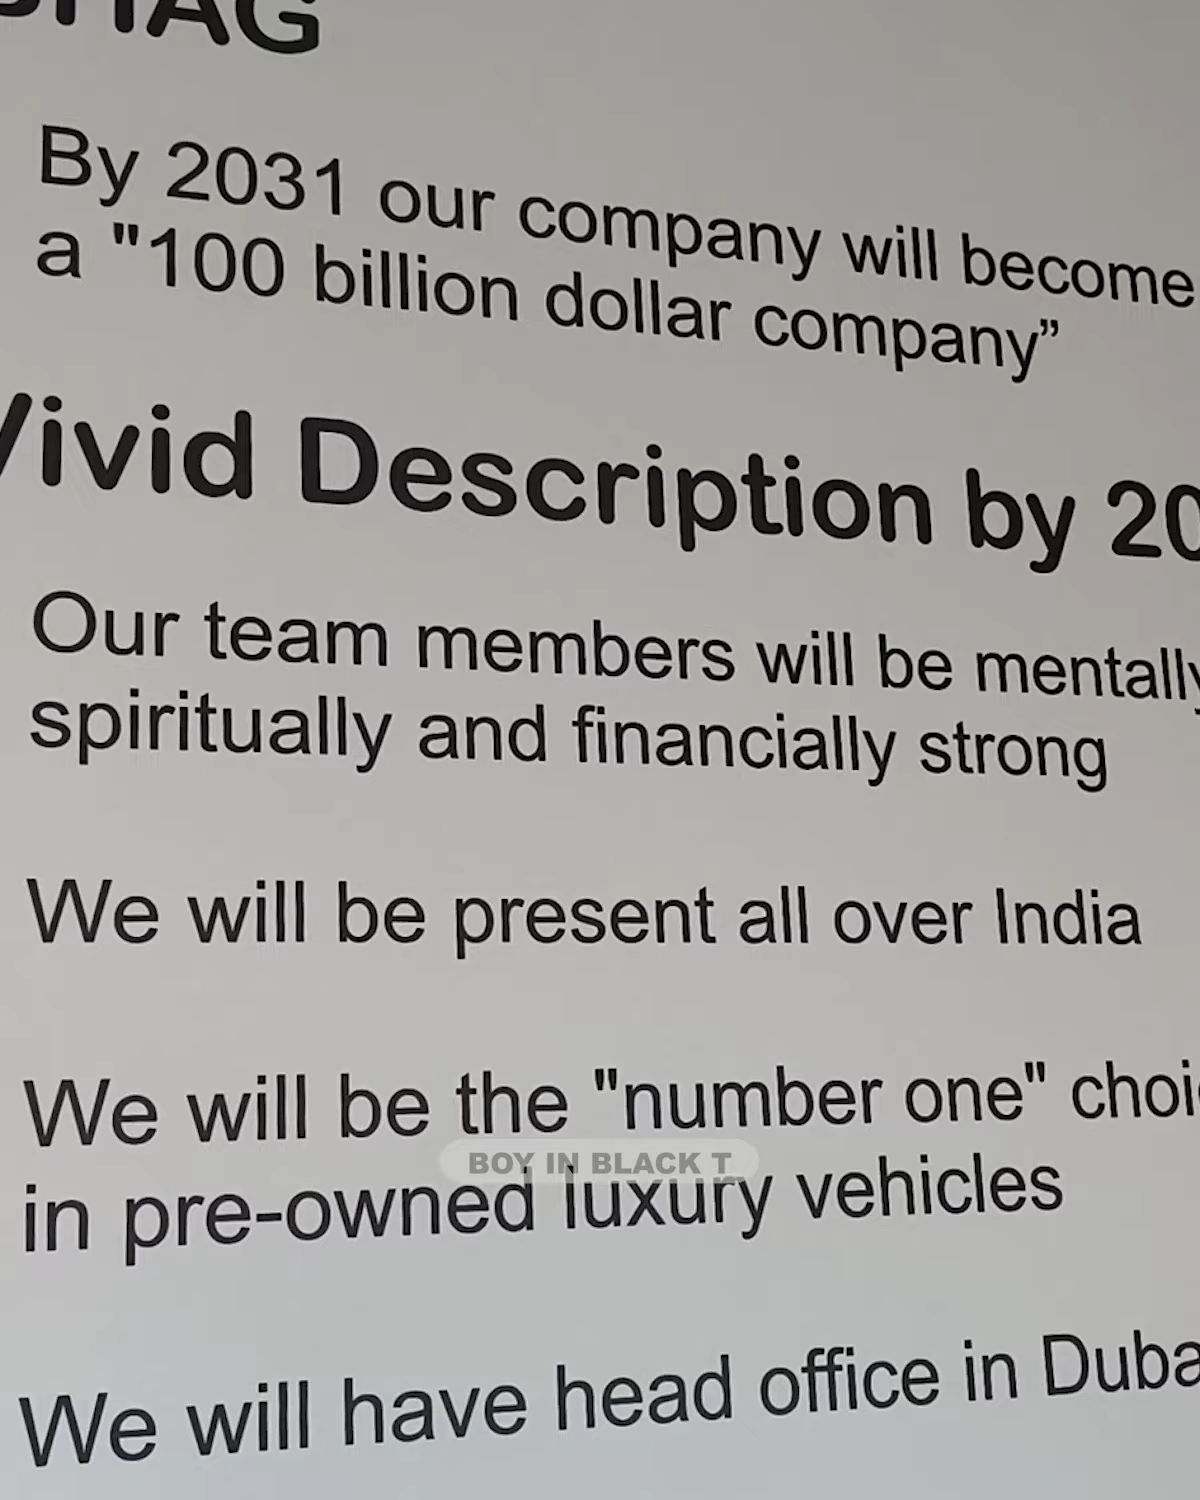 BHAG
By 2031 our company will become
a "100 billion dollar company”
Vivid Description by 20
Our team members will be mentally
spiritually and financially strong
We will be present all over India
We will be the "number one" choi
BOY IN BLACK T
in pre-owned luxury vehicles
We will have head office in Duba